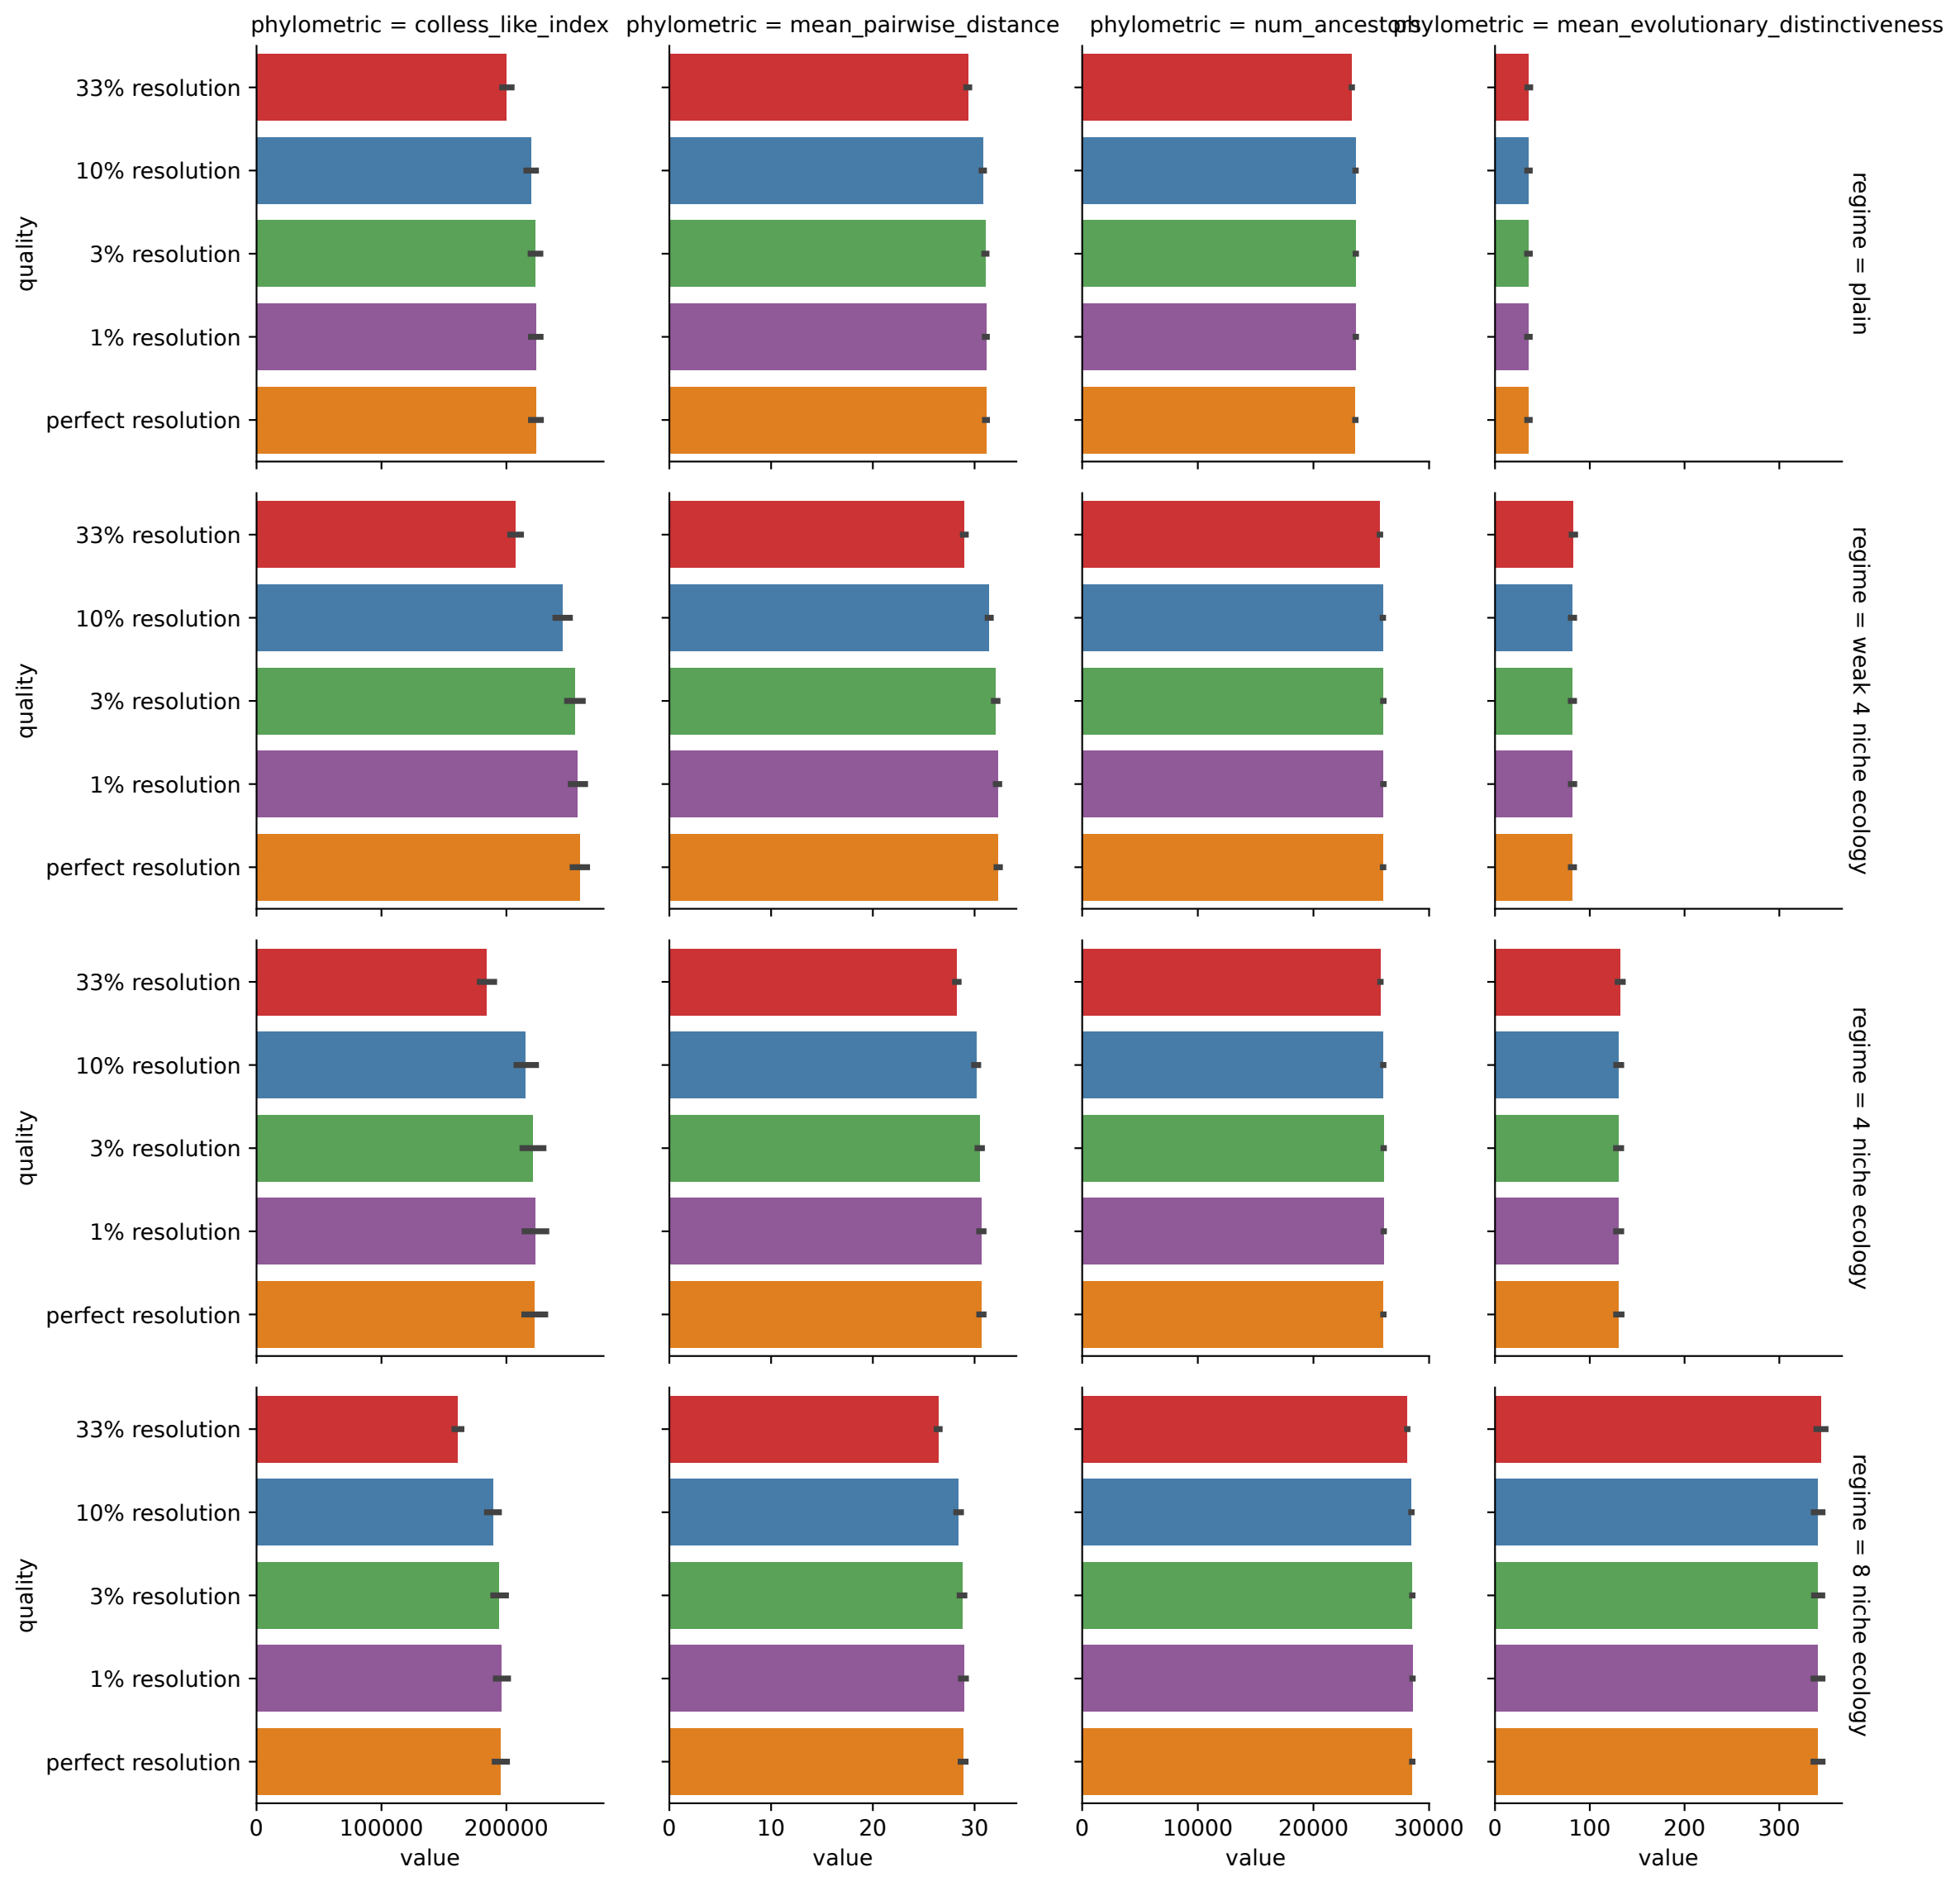 phylometric = colless_like_index
phylometric = mean_pairwise_distance
phylometric = num_ancestors
phylometric = mean_evolutionary_distinctiveness
quality
33% resolution
10% resolution
3% resolution
1% resolution
perfect resolution
regime = plain
quality
33% resolution
10% resolution
3% resolution
1% resolution
perfect resolution
regime = weak 4 niche ecology
quality
33% resolution
10% resolution
3% resolution
1% resolution
perfect resolution
regime = 4 niche ecology
quality
33% resolution
10% resolution
3% resolution
1% resolution
perfect resolution
regime = 8 niche ecology
0 100000 200000
value
0 10 20 30
value
0 10000 20000 30000
value
0 100 200 300
value